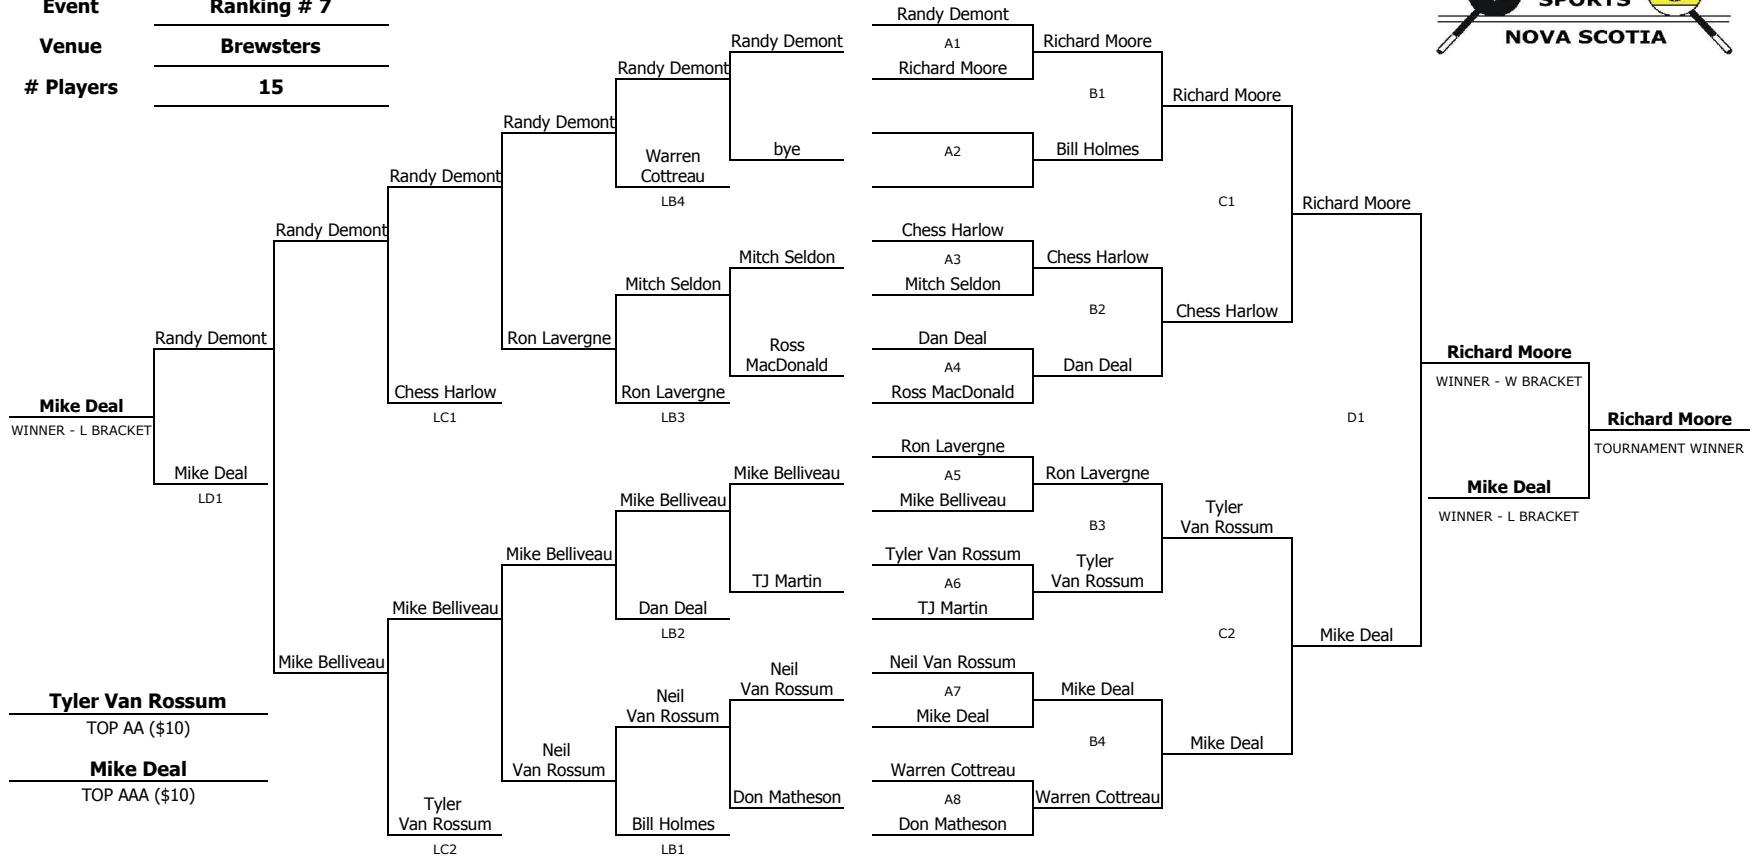 Event Ranking # 7
Venue Brewsters
# Players 15
SPORTS
NOVA SCOTIA
Mike Deal
WINNER - L BRACKET
Randy Demont
Mike Deal
LD1
Randy Demont
Mike Belliveau
Randy Demont
Chess Harlow
LC1
Mike Belliveau
Tyler
Van Rossum
LC2
Randy Demont
Ron Lavergne
Mike Belliveau
Neil
Van Rossum
Randy Demont
Warren
Cottreau
LB4
Mitch Seldon
Ron Lavergne
LB3
Mike Belliveau
Dan Deal
LB2
Neil
Van Rossum
Bill Holmes
LB1
Randy Demont
bye
Mitch Seldon
Ross
MacDonald
Mike Belliveau
TJ Martin
Neil
Van Rossum
Don Matheson
Randy Demont
A1
Richard Moore
A2
Chess Harlow
A3
Mitch Seldon
Dan Deal
A4
Ross MacDonald
Ron Lavergne
A5
Mike Belliveau
Tyler Van Rossum
A6
TJ Martin
Neil Van Rossum
A7
Mike Deal
Warren Cottreau
A8
Don Matheson
Richard Moore
B1
Bill Holmes
Chess Harlow
B2
Dan Deal
Ron Lavergne
B3
Tyler
Van Rossum
Mike Deal
B4
Warren Cottreau
Richard Moore
C1
Chess Harlow
Tyler
Van Rossum
C2
Mike Deal
Richard Moore
D1
Mike Deal
Richard Moore
WINNER - W BRACKET
Mike Deal
WINNER - L BRACKET
Richard Moore
TOURNAMENT WINNER
Tyler Van Rossum
TOP AA ($10)
Mike Deal
TOP AAA ($10)